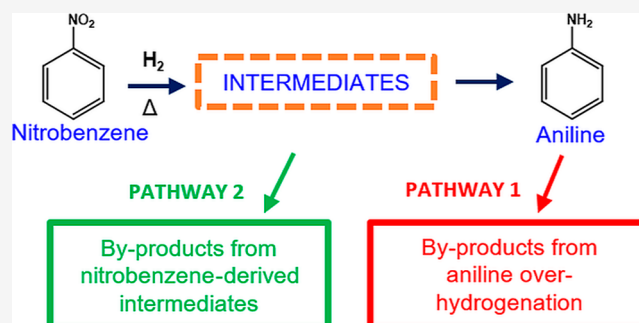 NO₂
NH₂
H₂
INTERMEDIATES
Δ
Nitrobenzene
Aniline
PATHWAY 2
PATHWAY 1
By-products from
nitrobenzene-derived
intermediates
By-products from
aniline over-
hydrogenation